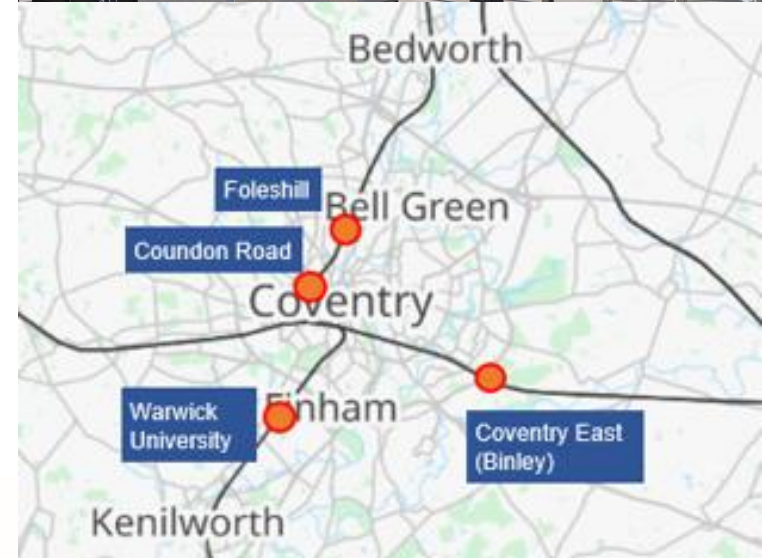 Bedworth
Foleshill
Bell Green
Coundon Road
Coventry
Warwick
University
Finham
Coventry East
(Binley)
Kenilworth